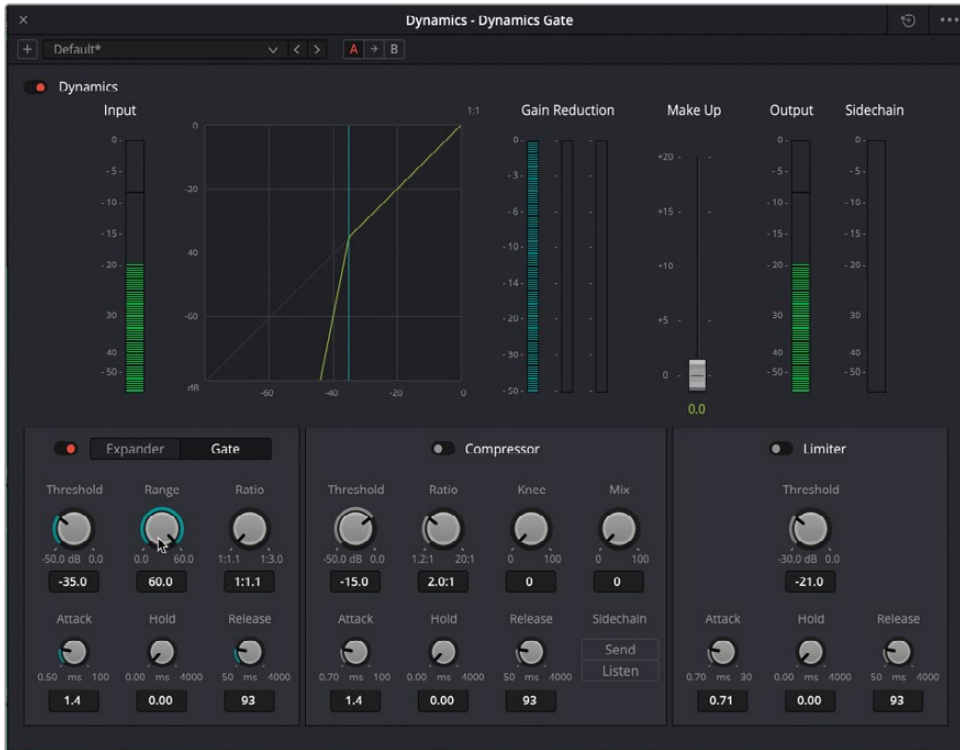 Dynamics - Dynamics Gate
Default*
A B
Dynamics
Input
Gain Reduction
Make Up
Output
Sidechain
0
-5
-10
-15
-20
30
40
-50
1:1
0
-20
40
-60
dB
-60
-40
-20
0
0
-3
-6
-10
-14
-20
-30
-50
+20
+15
+10
+5
0
0.0
0
-5
-10
-15
-20
30
40
-50
0
-5
-10
-15
-20
30
40
-50
Expander Gate
Threshold Range Ratio
-50.0 dB 0.0 0.0 60.0 1:1.1 1:3.0
-35.0 60.0 1:1.1
Attack Hold Release
0.50 ms 100 0.00 ms 4000 50 ms 4000
1.4 0.00 93
Compressor
Threshold Ratio Knee Mix
-50.0 dB 0.0 1.2:1 20:1 0 100 0 100
-15.0 2.0:1 0 0
Attack Hold Release Sidechain
0.70 ms 100 0.00 ms 4000 50 ms 4000
Send
Listen
1.4 0.00 93
Limiter
Threshold
-30.0 dB 0.0
-21.0
Attack Hold Release
0.70 ms 30 0.00 ms 4000 50 ms 4000
0.71 0.00 93